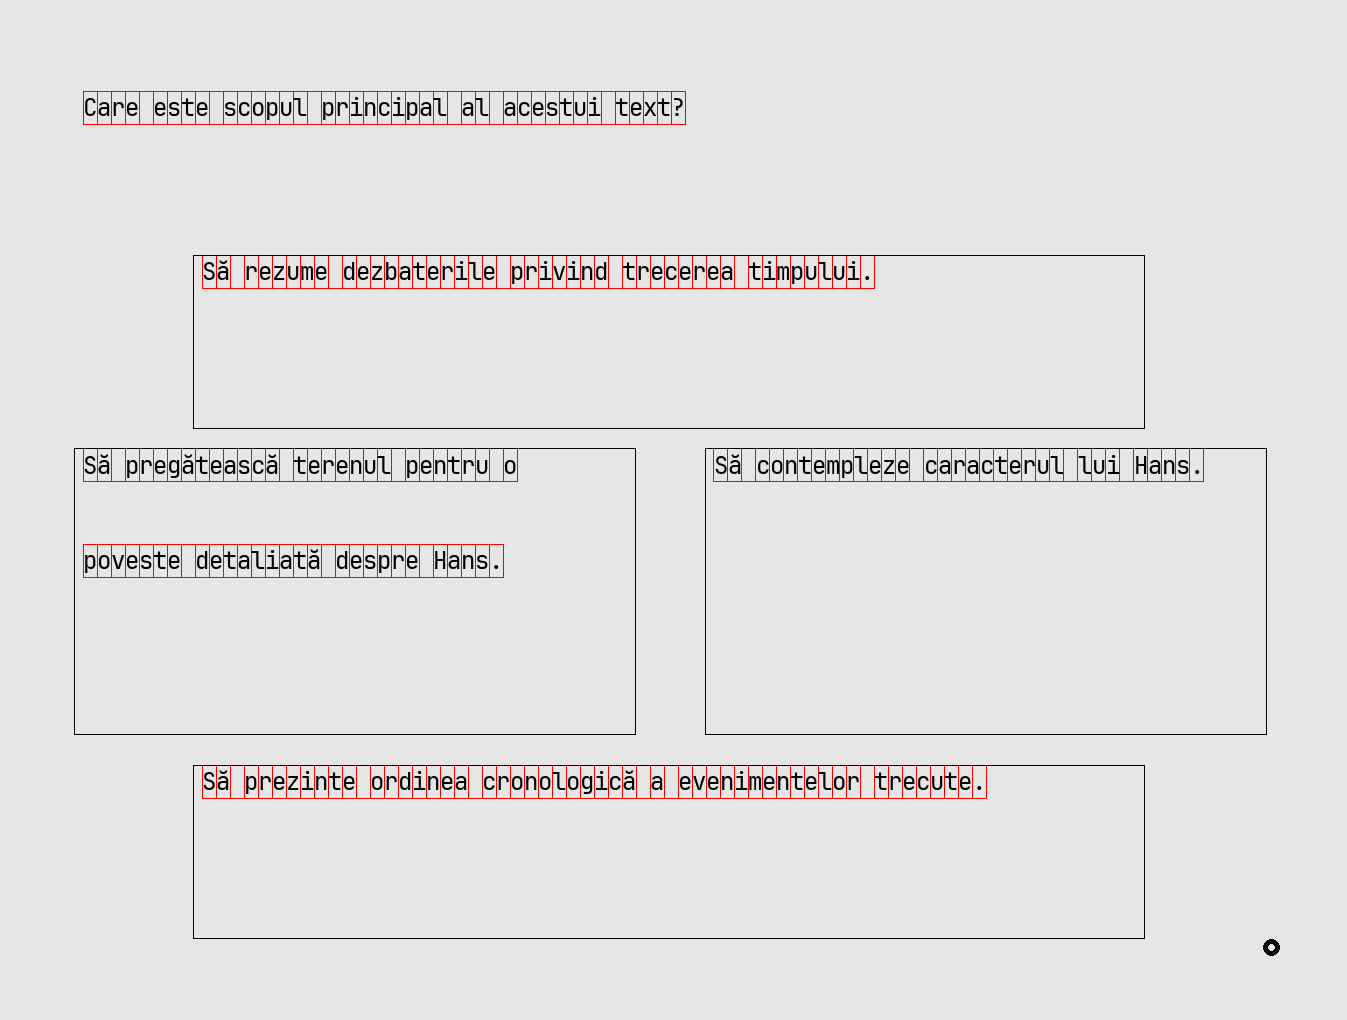 Care este scopul principal al acestui text?
Să rezume dezbaterile privind trecerea timpului.
Să pregătească terenul pentru o
poveste detaliată despre Hans.
Să contempleze caracterul lui Hans.
Să prezinte ordinea cronologică a evenimentelor trecute.